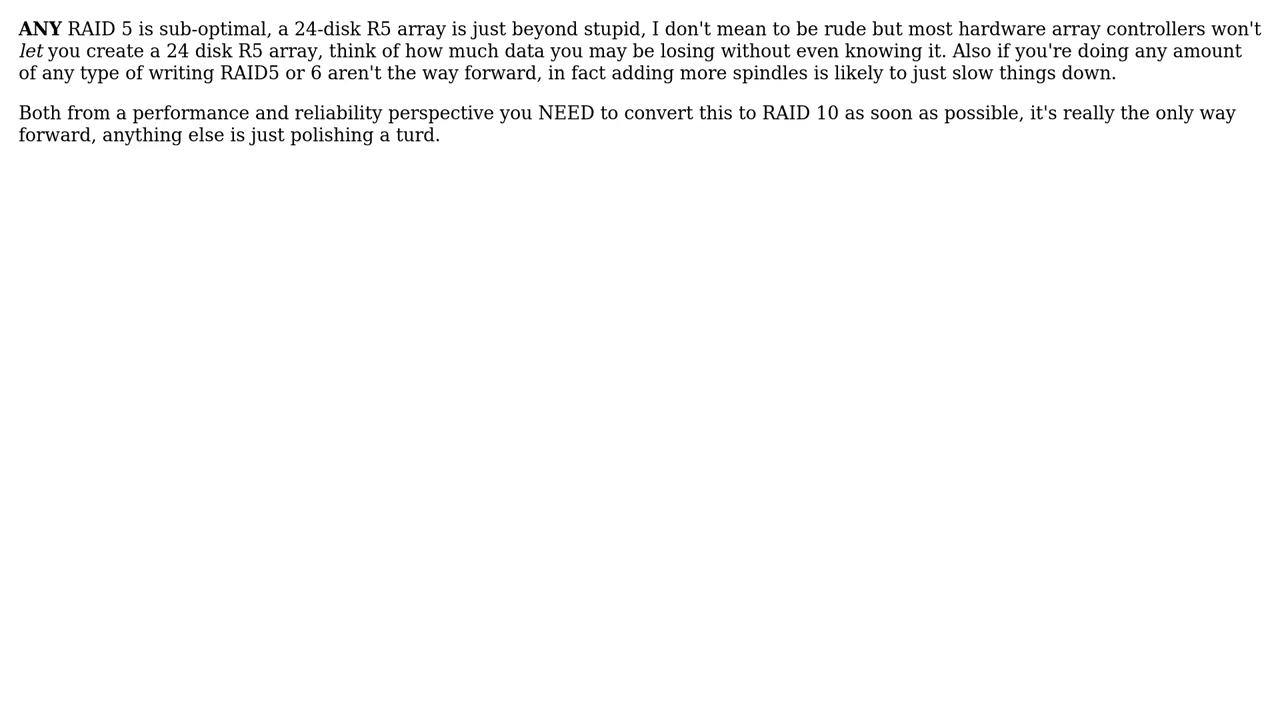 ANY RAID 5 is sub-optimal, a 24-disk R5 array is just beyond stupid, I don't mean to be rude but most hardware array controllers won't
let you create a 24 disk R5 array, think of how much data you may be losing without even knowing it. Also if you're doing any amount
of any type of writing RAID5 or 6 aren't the way forward, in fact adding more spindles is likely to just slow things down.
Both from a performance and reliability perspective you NEED to convert this to RAID 10 as soon as possible, it's really the only way
forward, anything else is just polishing a turd.